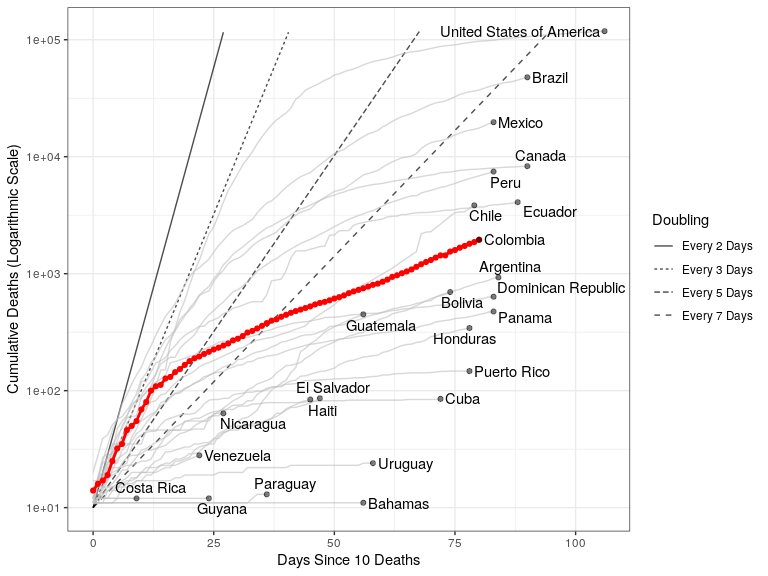 United States of America
Brazil
Mexico
Canada
Peru
Chile
Ecuador
Colombia
Argentina
Dominican Republic
Bolivia
Panama
Guatemala
Honduras
Puerto Rico
El Salvador
Cuba
Haiti
Nicaragua
Venezuela
Uruguay
Paraguay
Costa Rica
Guyana
Bahamas
1e+05
1e+04
1e+03
1e+02
1e+01
Cumulative Deaths (Logarithmic Scale)
0
25
50
75
100
Days Since 10 Deaths
Doubling
Every 2 Days
Every 3 Days
Every 5 Days
Every 7 Days